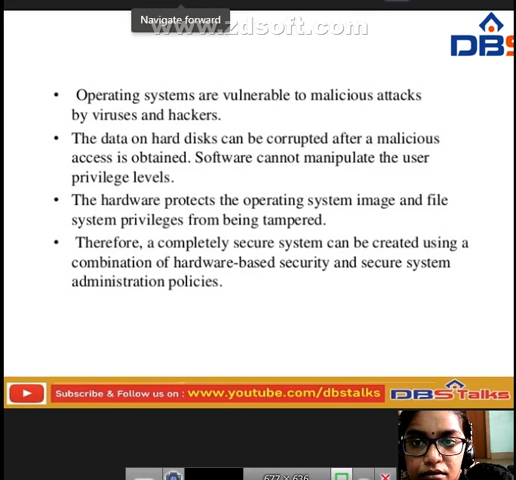 Navigate forward
www.zdsoft.com
DBS
• Operating systems are vulnerable to malicious attacks
by viruses and hackers.
• The data on hard disks can be corrupted after a malicious
access is obtained. Software cannot manipulate the user
privilege levels.
• The hardware protects the operating system image and file
system privileges from being tampered.
• Therefore, a completely secure system can be created using a
combination of hardware-based security and secure system
administration policies.
Subscribe & Follow us on : www.youtube.com/dbstalks DBS Talks
677 × 636